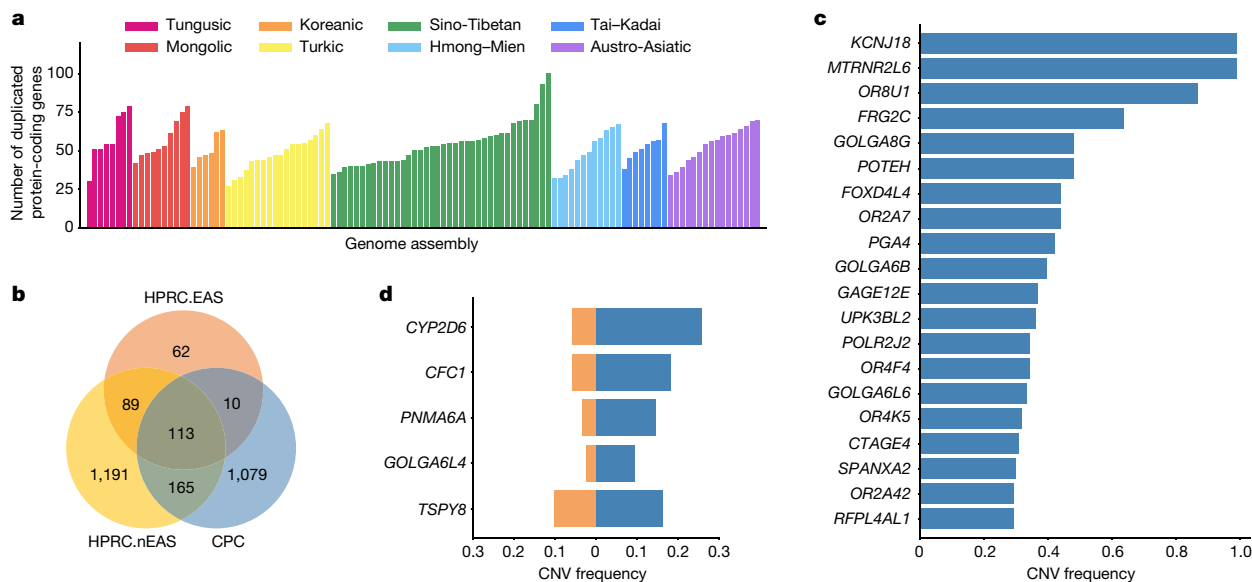 a
Tungusic
Koreanic
Sino-Tibetan
Tai–Kadai
Mongolic
Turkic
Hmong–Mien
Austro-Asiatic
Number of duplicated
protein-coding genes
100
75
50
25
0
Genome assembly
b
HPRC.EAS
62
89
10
113
1,191
1,079
165
HPRC.nEAS
CPC
d
CYP2D6
CFC1
PNMA6A
GOLGA6L4
TSPY8
0.3
0.2
0.1
0
0.1
0.2
0.3
CNV frequency
c
KCNJ18
MTRNR2L6
OR8U1
FRG2C
GOLGA8G
POTEH
FOXD4L4
OR2A7
PGA4
GOLGA6B
GAGE12E
UPK3BL2
POLR2J2
OR4F4
GOLGA6L6
OR4K5
CTAGE4
SPANXA2
OR2A42
RFPL4AL1
0
0.2
0.4
0.6
0.8
1.0
CNV frequency